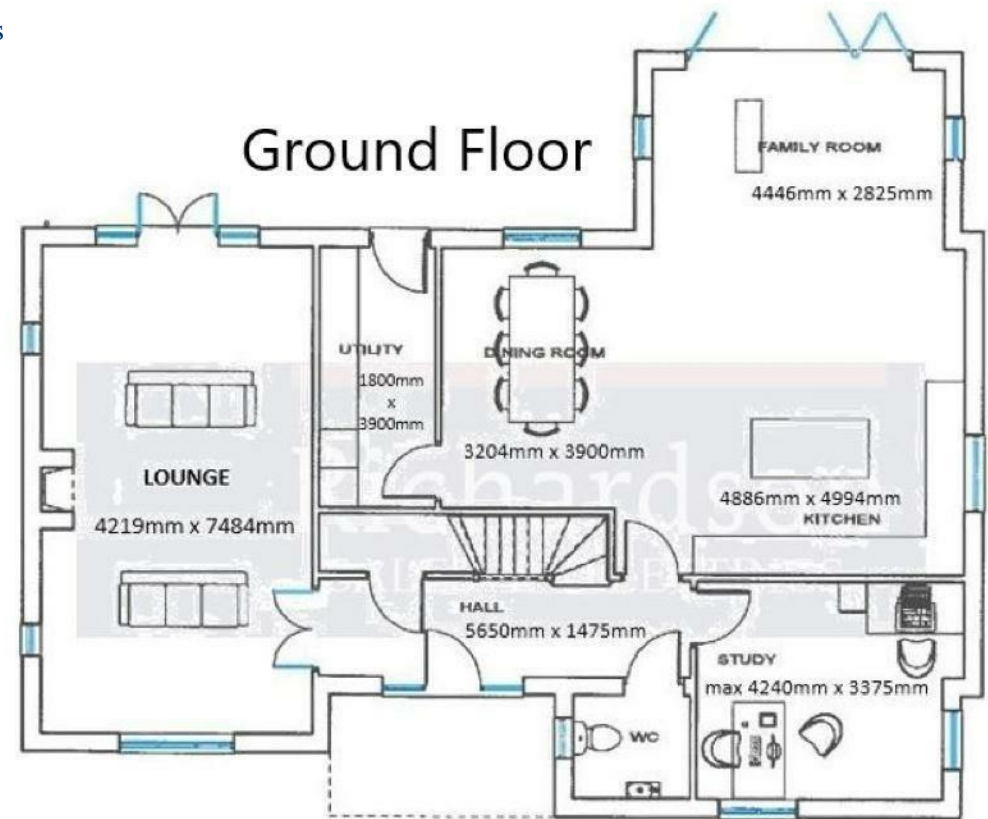 s
Ground Floor
FAMILY ROOM
4446mm x 2825mm
UTILITY
1800mm
x
3900mm
DINING ROOM
3204mm x 3900mm
LOUNGE
4219mm x 7484mm
4886mm x 4994mm
KITCHEN
HALL
5650mm x 1475mm
STUDY
max 4240mm x 3375mm
WC